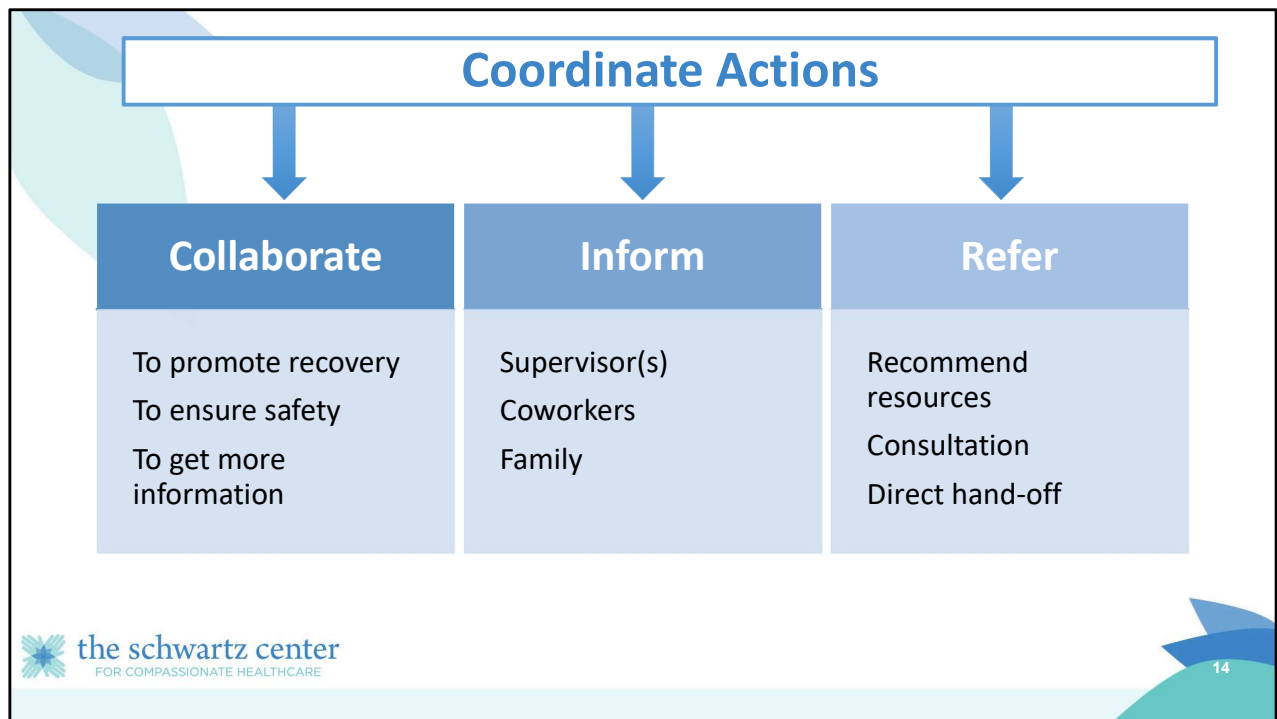 Coordinate Actions
Collaborate
To promote recovery
To ensure safety
To get more
information
Inform
Supervisor(s)
Coworkers
Family
Refer
Recommend
resources
Consultation
Direct hand-off
the schwartz center
FOR COMPASSIONATE HEALTHCARE
14